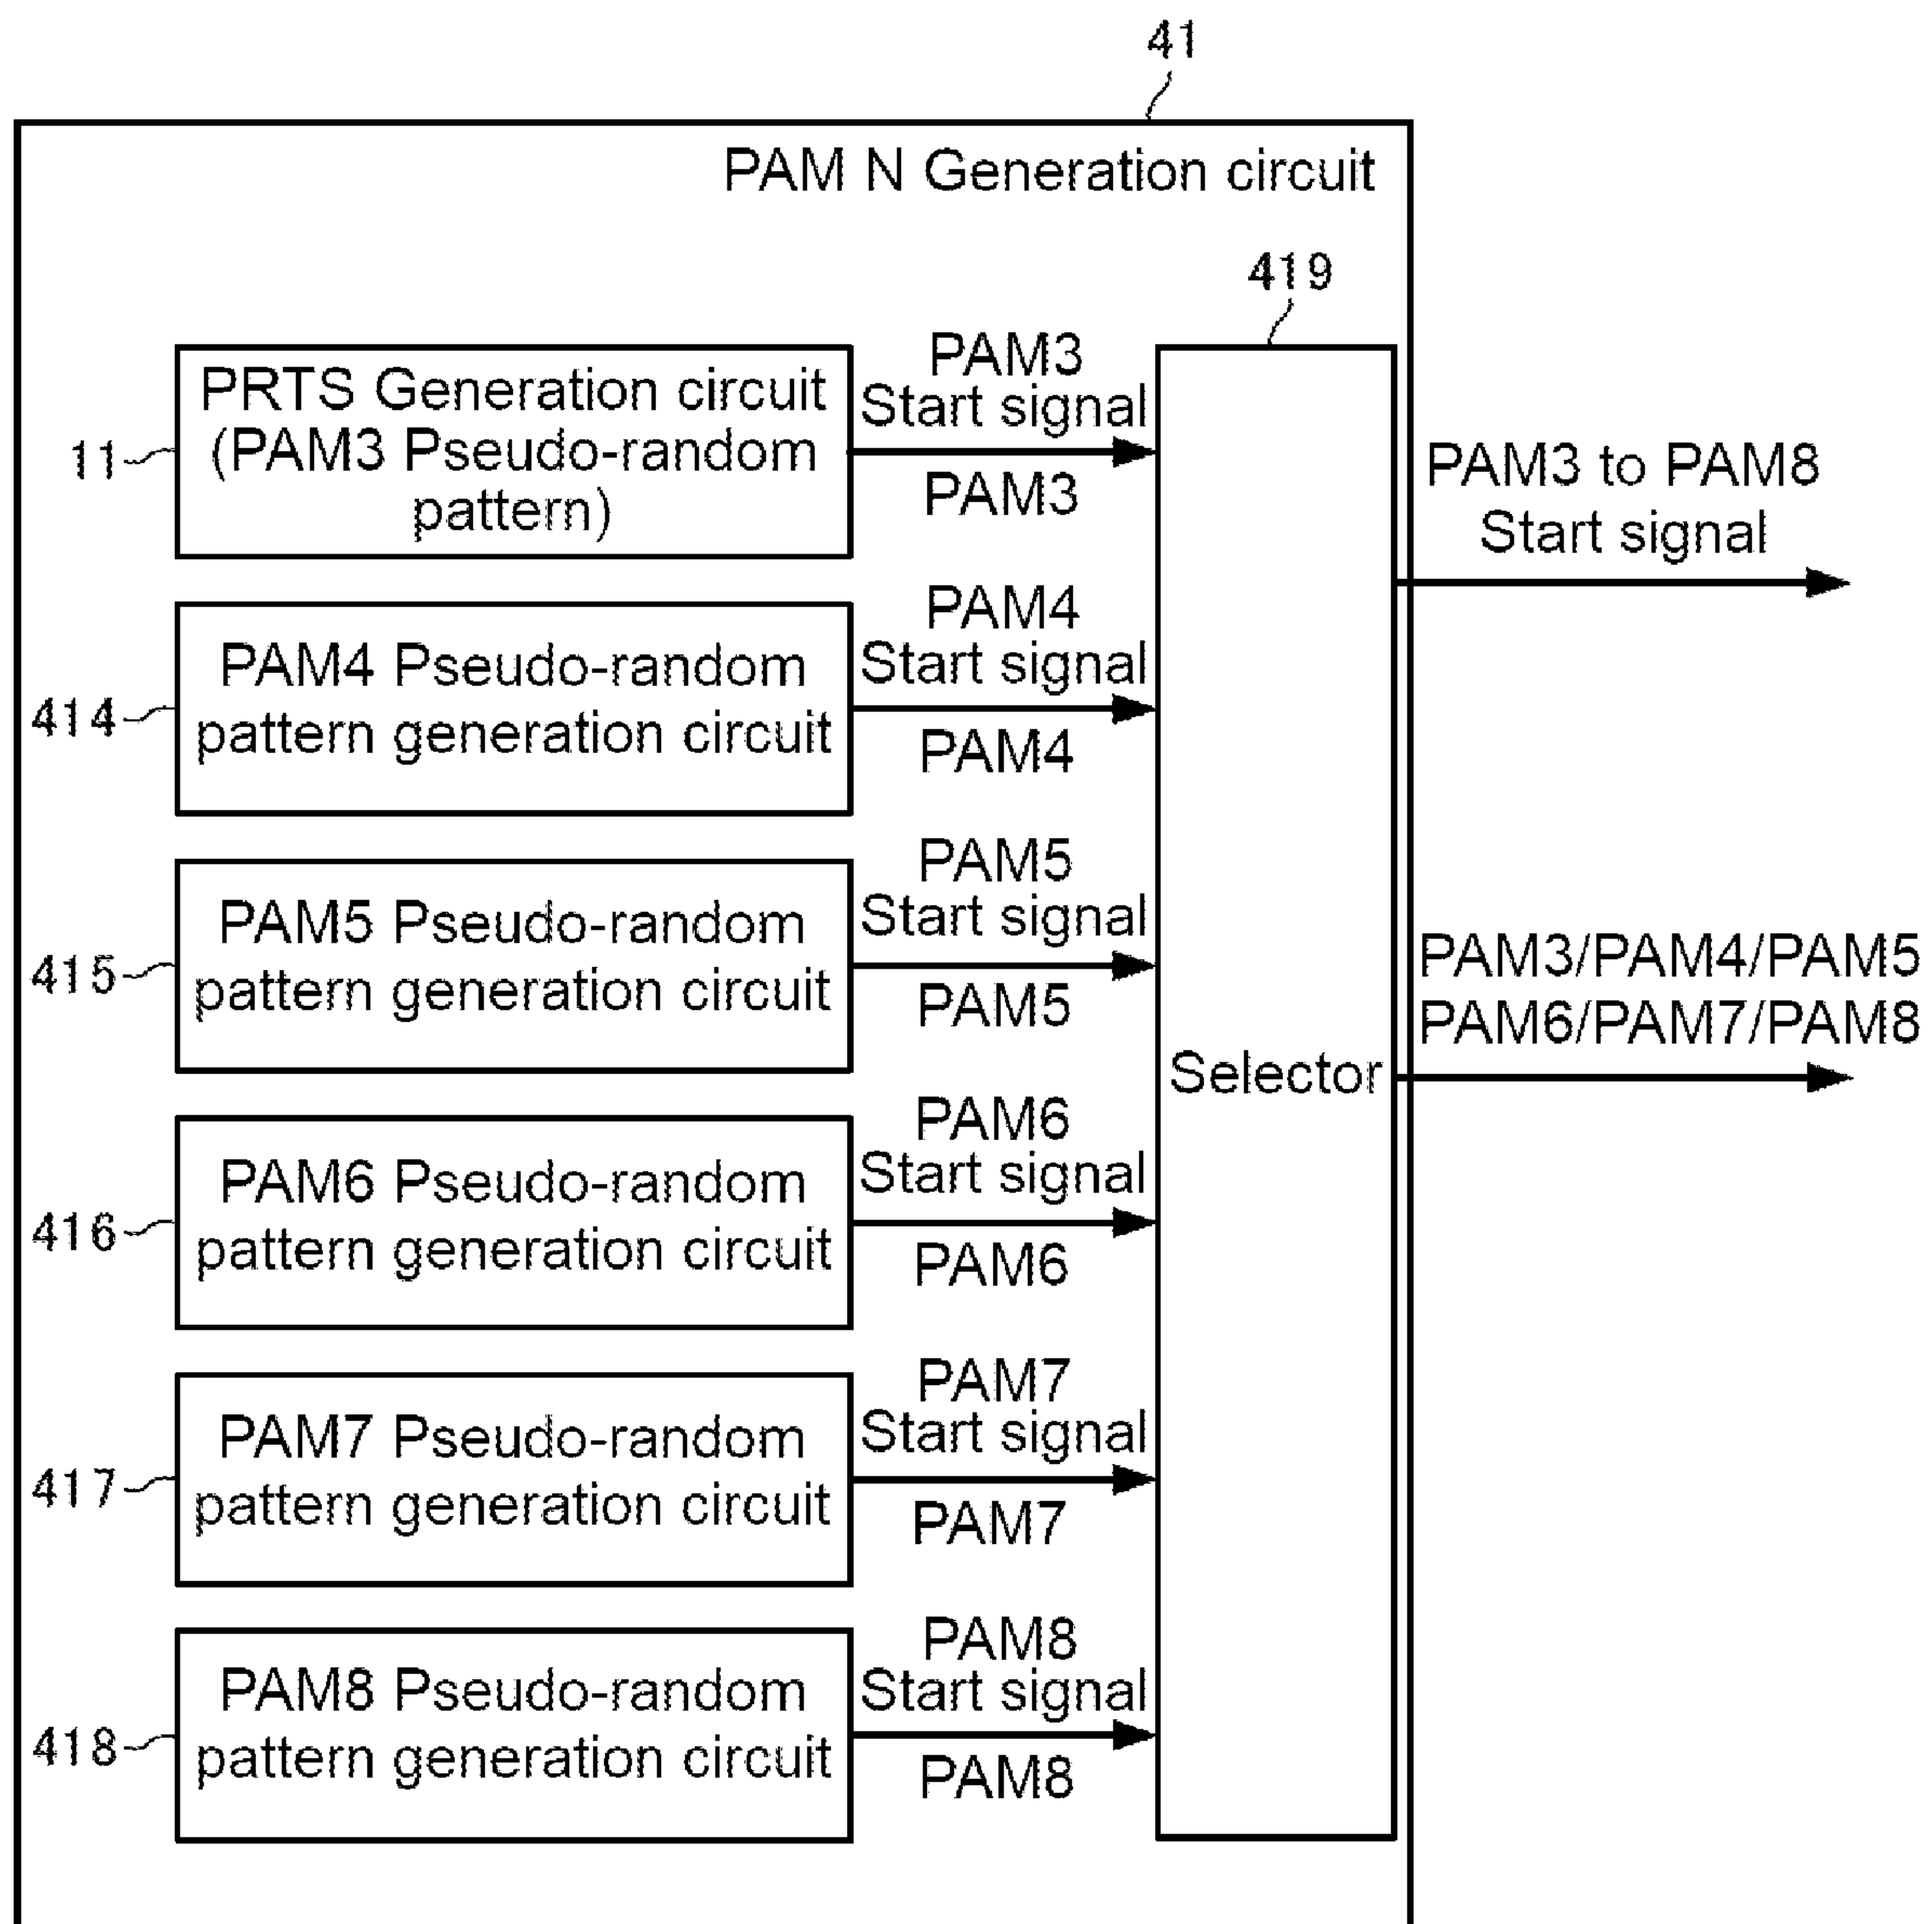 41
PAM N Generation circuit
419
11
PRTS Generation circuit
(PAM3 Pseudo-random
pattern)
PAM3
Start signal
PAM3
PAM3 to PAM8
Start signal
414
PAM4 Pseudo-random
pattern generation circuit
PAM4
Start signal
PAM4
415
PAM5 Pseudo-random
pattern generation circuit
PAM5
Start signal
PAM5
PAM3/PAM4/PAM5
PAM6/PAM7/PAM8
Selector
416
PAM6 Pseudo-random
pattern generation circuit
PAM6
Start signal
PAM6
417
PAM7 Pseudo-random
pattern generation circuit
PAM7
Start signal
PAM7
418
PAM8 Pseudo-random
pattern generation circuit
PAM8
Start signal
PAM8